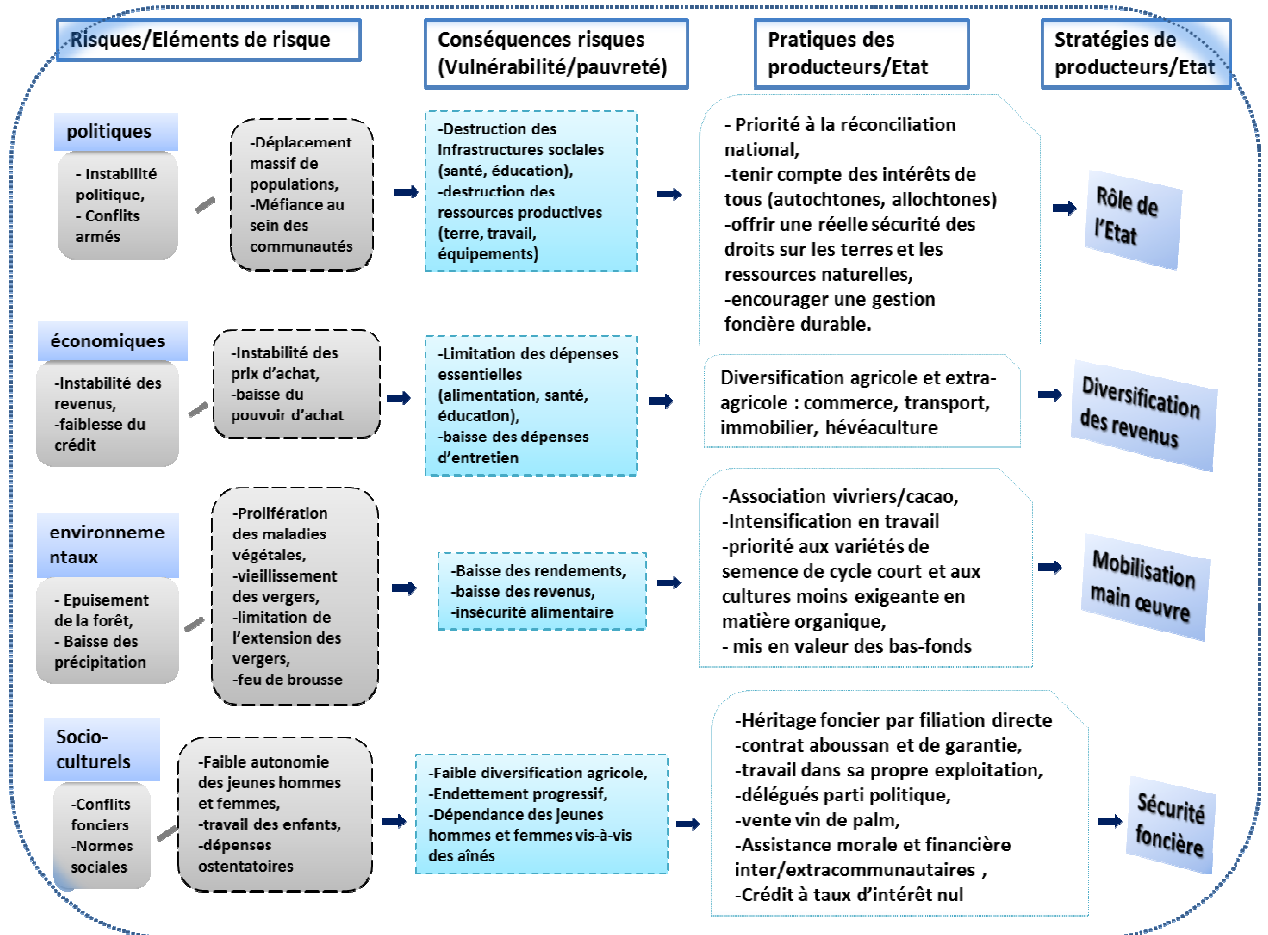 Risques/Eléments de risque
Conséquences risques
(Vulnérabilité/pauvreté)
Pratiques des
producteurs/Etat
Stratégies de
producteurs/Etat
politiques
- Instabilité
politique,
- Conflits
armés
-Déplacement
massif de
populations,
-Méfiance au
sein des
communautés
-Destruction des
Infrastructures sociales
(santé, éducation),
-destruction des
ressources productives
(terre, travail,
équipements)
- Priorité à la réconciliation
national,
-tenir compte des intérêts de
tous (autochtones, allochtones)
-offrir une réelle sécurité des
droits sur les terres et les
ressources naturelles,
-encourager une gestion
foncière durable.
Rôle de
l'Etat
économiques
-Instabilité des
revenus,
-faiblesse du
crédit
-Instabilité des
prix d'achat,
-baisse du
pouvoir d'achat
-Limitation des dépenses
essentielles
(alimentation, santé,
éducation),
-baisse des dépenses
d'entretien
Diversification agricole et extra-
agricole : commerce, transport,
immobilier, hévéaculture
Diversification
des revenus
environneme
ntaux
- Epuisement
de la forêt,
- Baisse des
précipitation
-Prolifération
des maladies
végétales,
-vieillissement
des vergers,
-limitation de
l'extension des
vergers,
-feu de brousse
-Baisse des rendements,
-baisse des revenus,
-insécurité alimentaire
-Association vivriers/cacao,
-Intensification en travail
-priorité aux variétés de
semence de cycle court et aux
cultures moins exigeante en
matière organique,
- mis en valeur des bas-fonds
Mobilisation
main œuvre
Socio-
culturels
-Conflits
fonciers
-Normes
sociales
-Faible autonomie
des jeunes hommes
et femmes,
-travail des enfants,
-dépenses
ostentatoires
-Faible diversification agricole,
-Endettement progressif,
-Dépendance des jeunes
hommes et femmes vis-à-vis
des aînés
-Héritage foncier par filiation directe
-contrat aboussan et de garantie,
-travail dans sa propre exploitation,
-délégués parti politique,
-vente vin de palm,
-Assistance morale et financière
inter/extracommunautaires ,
-Crédit à taux d'intérêt nul
Sécurité
foncière